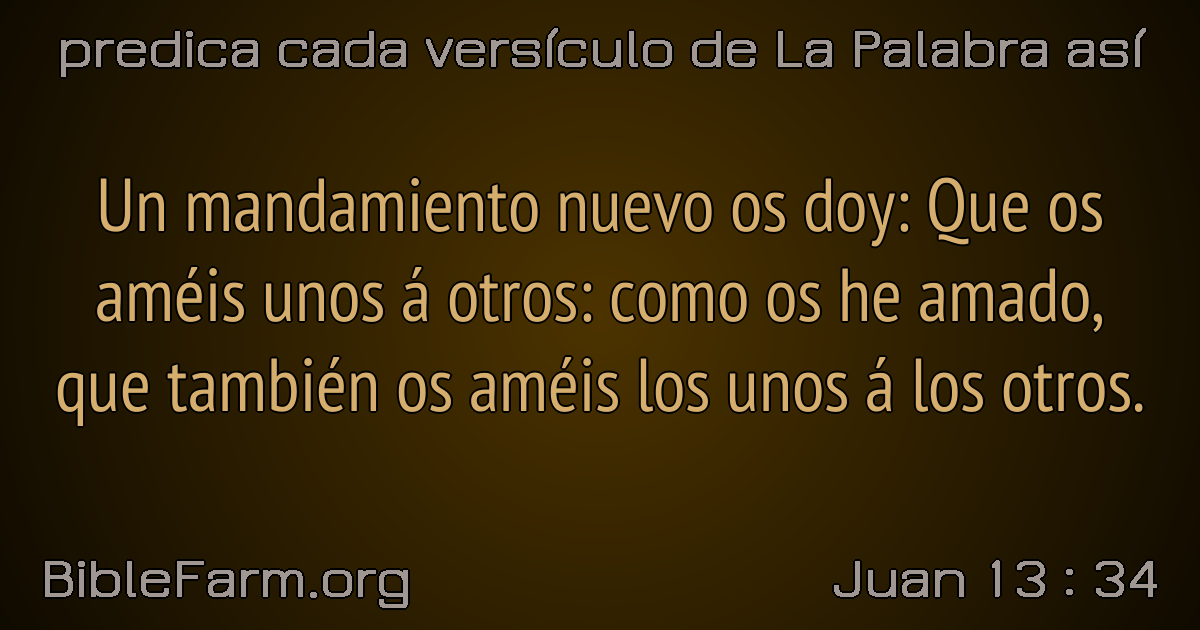 predica cada versículo de La Palabra así
Un mandamiento nuevo os doy: Que os
améis unos á otros: como os he amado,
que también os améis los unos á los otros.
BibleFarm.org
Juan 13 : 34